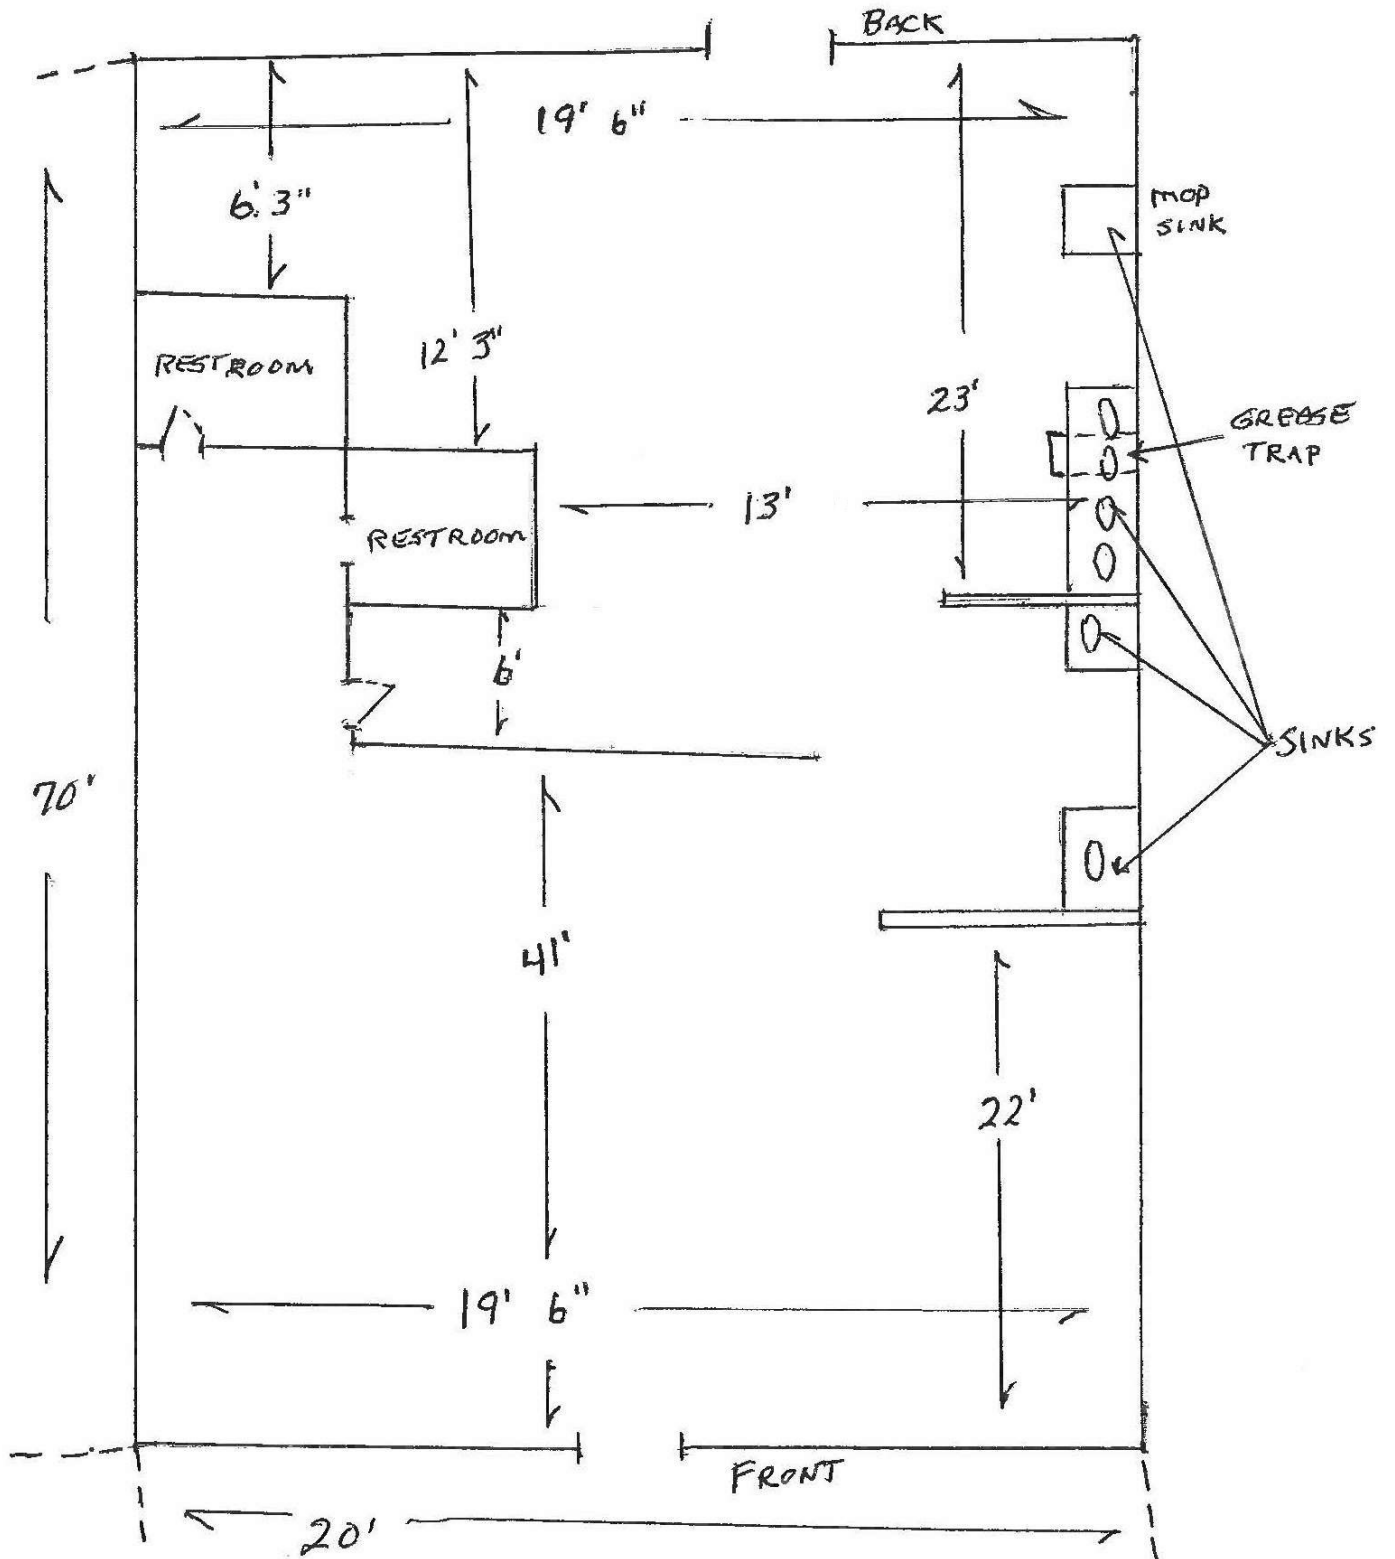 BACK
19' 6"
6' 3"
MOP
SINK
12' 3"
RESTROOM
23'
GREASE
TRAP
13'
RESTROOM
6'
SINKS
70'
41'
22'
19' 6"
FRONT
20'